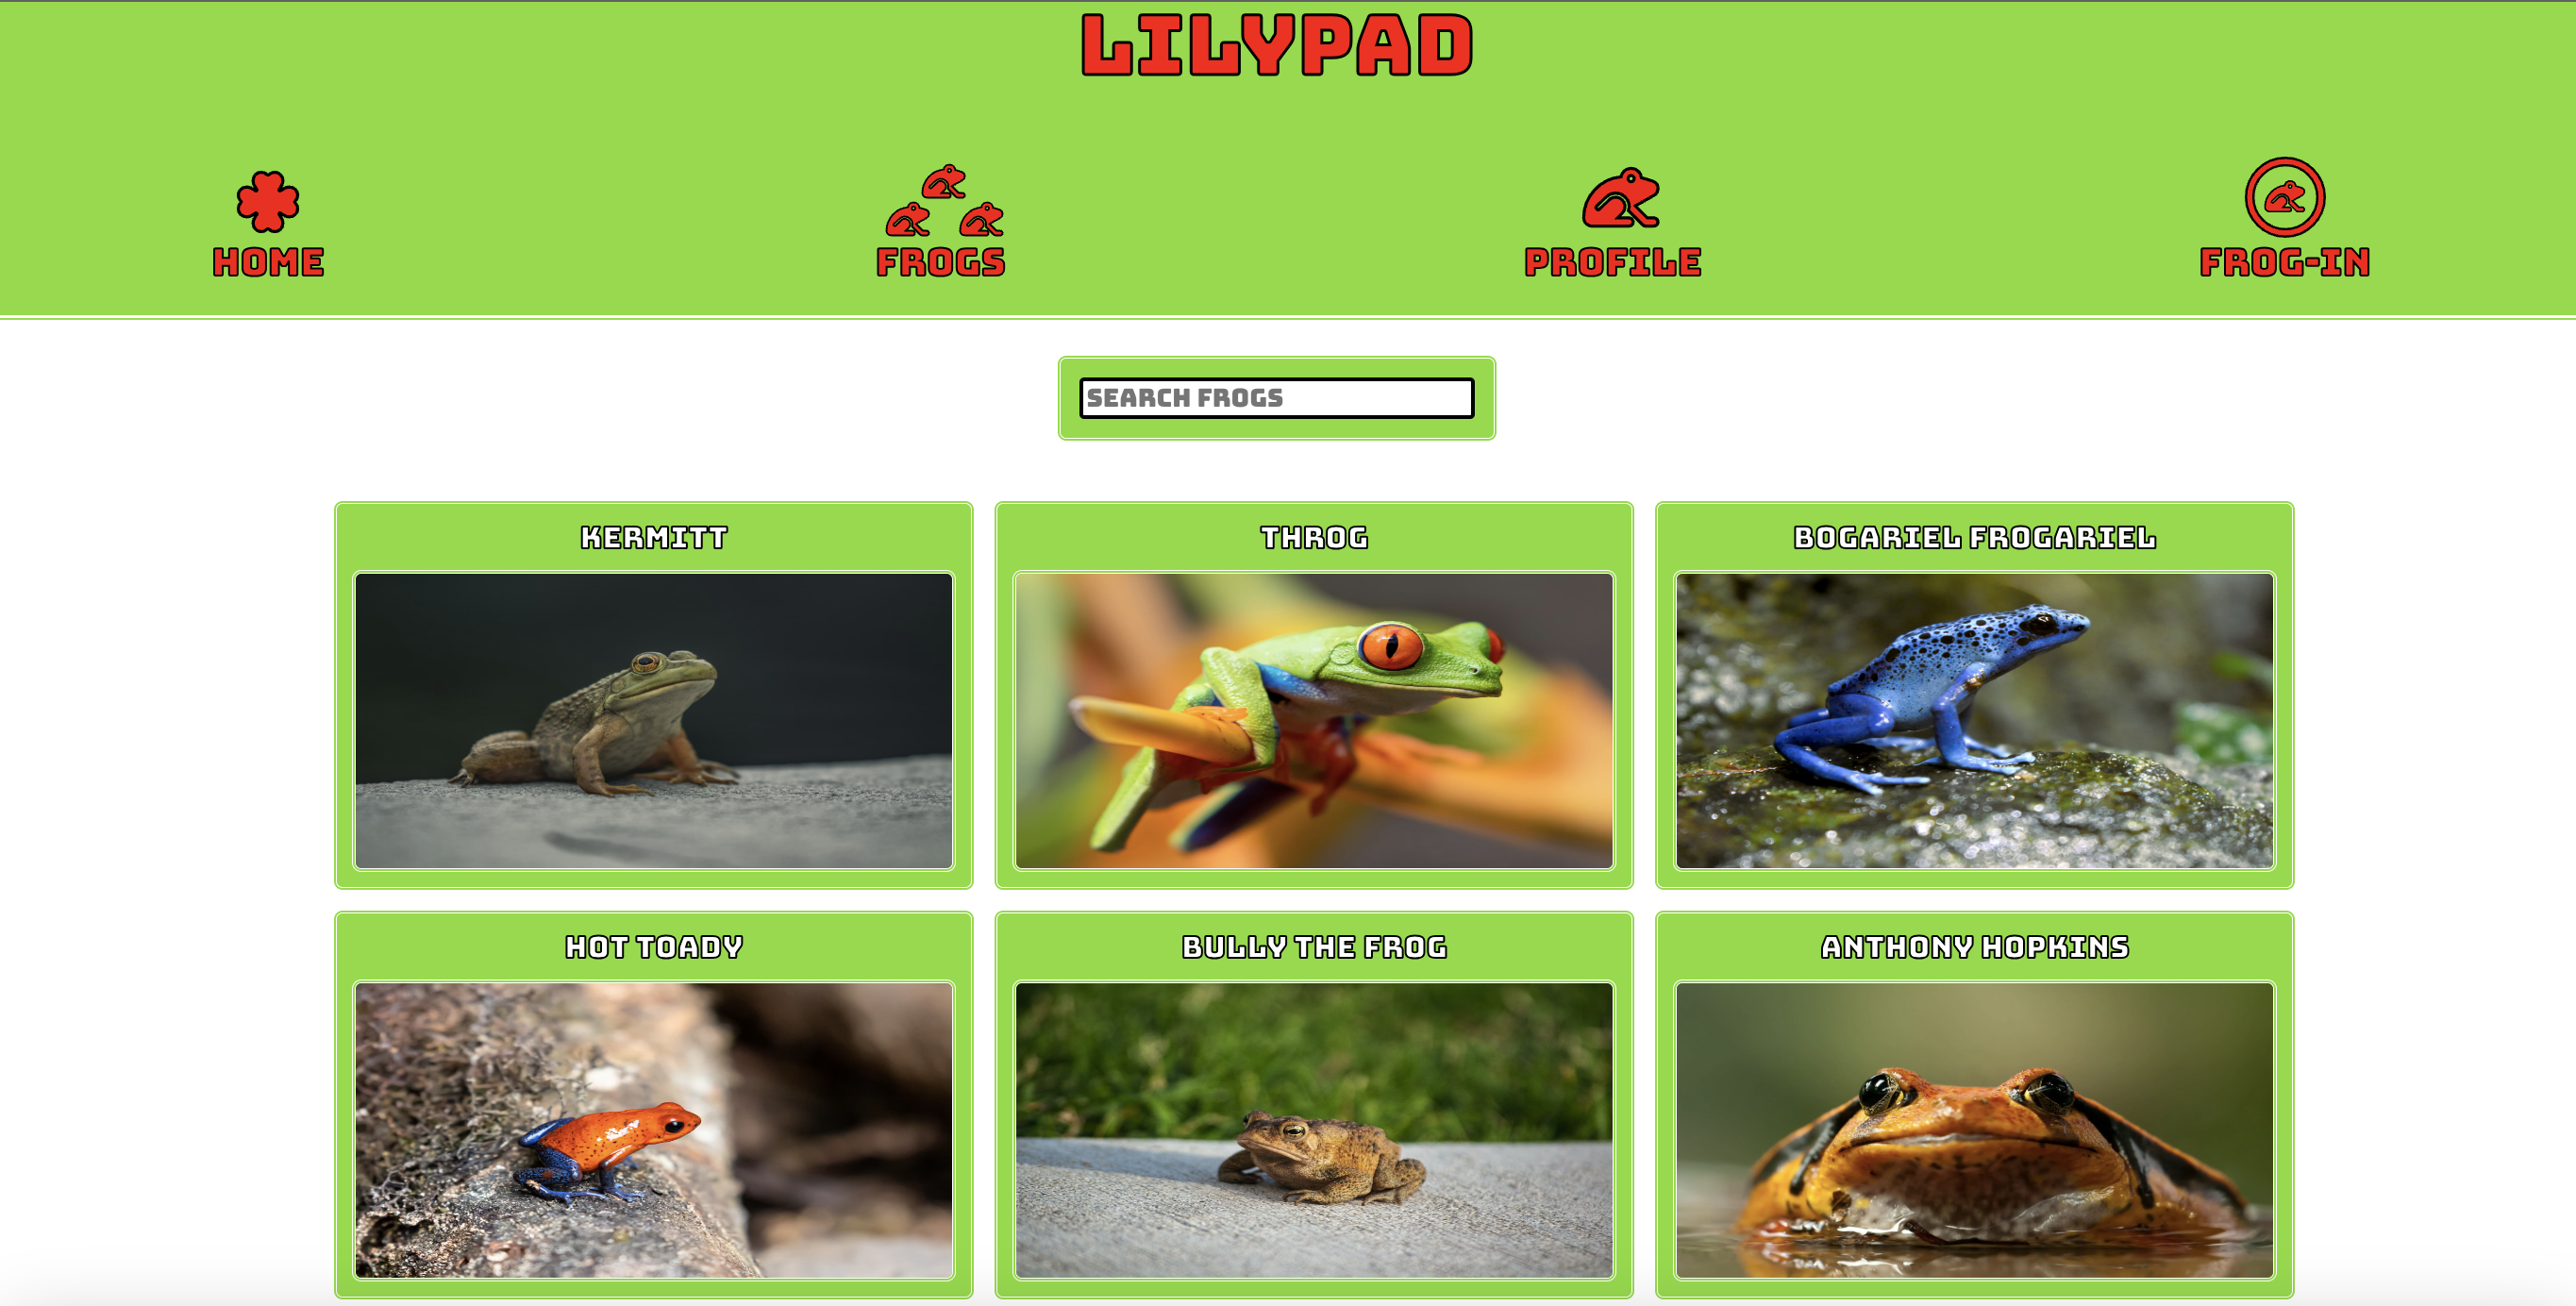 LILYPAD
HOME
FROGS
PROFILE
FROG-IN
SEARCH FROGS
KERMITT
THROG
BOGARIEL FROGARIEL
HOT TOADY
BULLY THE FROG
ANTHONY HOPKINS